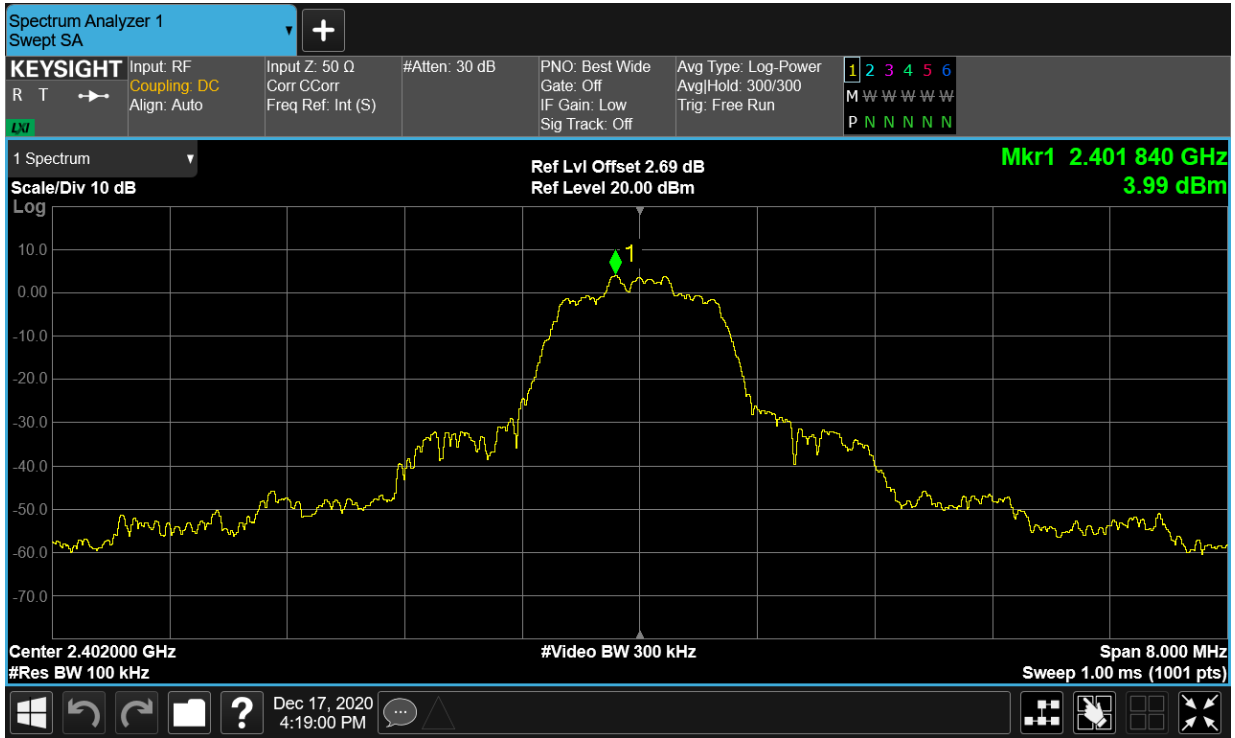 Spectrum Analyzer 1
Swept SA
+
KEYSIGHT
R T
LXI
Input: RF
Coupling: DC
Align: Auto
Input Z: 50 Ω
Corr CCorr
Freq Ref: Int (S)
#Atten: 30 dB
PNO: Best Wide
Gate: Off
IF Gain: Low
Sig Track: Off
Avg Type: Log-Power
Avg|Hold: 300/300
Trig: Free Run
1 2 3 4 5 6
M W W W W W
P N N N N N
1 Spectrum
Scale/Div 10 dB
Log
Ref Lvl Offset 2.69 dB
Ref Level 20.00 dBm
Mkr1 2.401 840 GHz
3.99 dBm
1
10.0
0.00
-10.0
-20.0
-30.0
-40.0
-50.0
-60.0
-70.0
Center 2.402000 GHz
#Res BW 100 kHz
#Video BW 300 kHz
Span 8.000 MHz
Sweep 1.00 ms (1001 pts)
?
Dec 17, 2020
4:19:00 PM